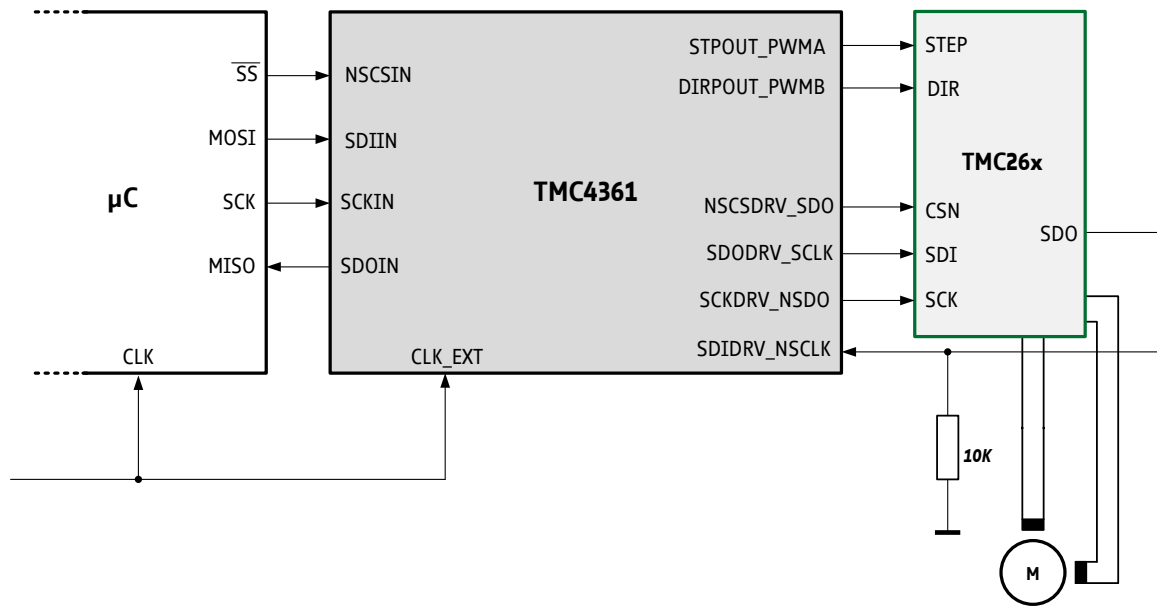 µC
S̅S̅
MOSI
SCK
MISO
CLK
NSCSIN
SDIIN
SCKIN
SDOIN
CLK_EXT
TMC4361
STPOUT_PWMA
DIRPOUT_PWMB
NSCSDRV_SDO
SDODRV_SCLK
SCKDRV_NSDO
SDIDRV_NSCLK
STEP
DIR
TMC26x
CSN
SDI
SCK
SDO
10K
M